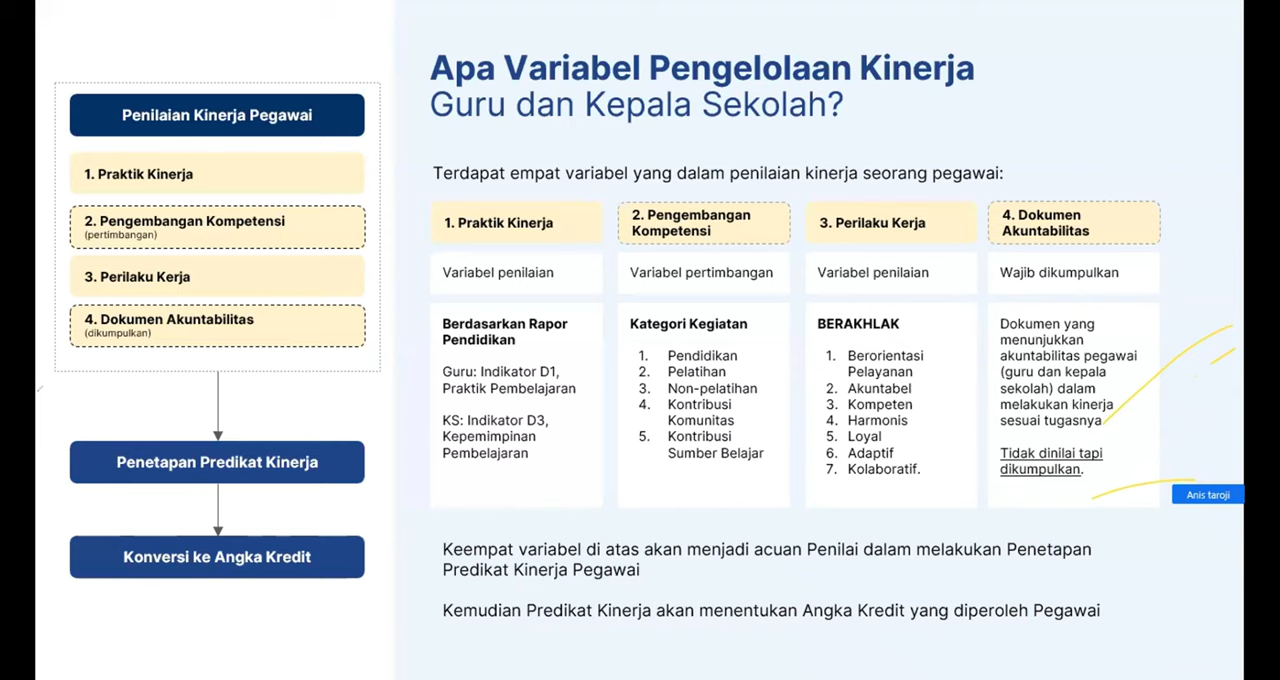 Penilaian Kinerja Pegawai
1. Praktik Kinerja
2. Pengembangan Kompetensi
(pertimbangan)
3. Perilaku Kerja
4. Dokumen Akuntabilitas
(dikumpulkan)
Penetapan Predikat Kinerja
Konversi ke Angka Kredit
Apa Variabel Pengelolaan Kinerja
Guru dan Kepala Sekolah?
Terdapat empat variabel yang dalam penilaian kinerja seorang pegawai:
1. Praktik Kinerja
Variabel penilaian
Berdasarkan Rapor
Pendidikan
Guru: Indikator D1,
Praktik Pembelajaran
KS: Indikator D3,
Kepemimpinan
Pembelajaran
2. Pengembangan
Kompetensi
Variabel pertimbangan
Kategori Kegiatan
1. Pendidikan
2. Pelatihan
3. Non-pelatihan
4. Kontribusi
Komunitas
5. Kontribusi
Sumber Belajar
3. Perilaku Kerja
Variabel penilaian
BERAKHLAK
1. Berorientasi
Pelayanan
2. Akuntabel
3. Kompeten
4. Harmonis
5. Loyal
6. Adaptif
7. Kolaboratif.
4. Dokumen
Akuntabilitas
Wajib dikumpulkan
Dokumen yang
menunjukkan
akuntabilitas pegawai
(guru dan kepala
sekolah) dalam
melakukan kinerja
sesuai tugasnya
Tidak dinilai tapi
dikumpulkan.
Anis taroji
Keempat variabel di atas akan menjadi acuan Penilai dalam melakukan Penetapan
Predikat Kinerja Pegawai
Kemudian Predikat Kinerja akan menentukan Angka Kredit yang diperoleh Pegawai